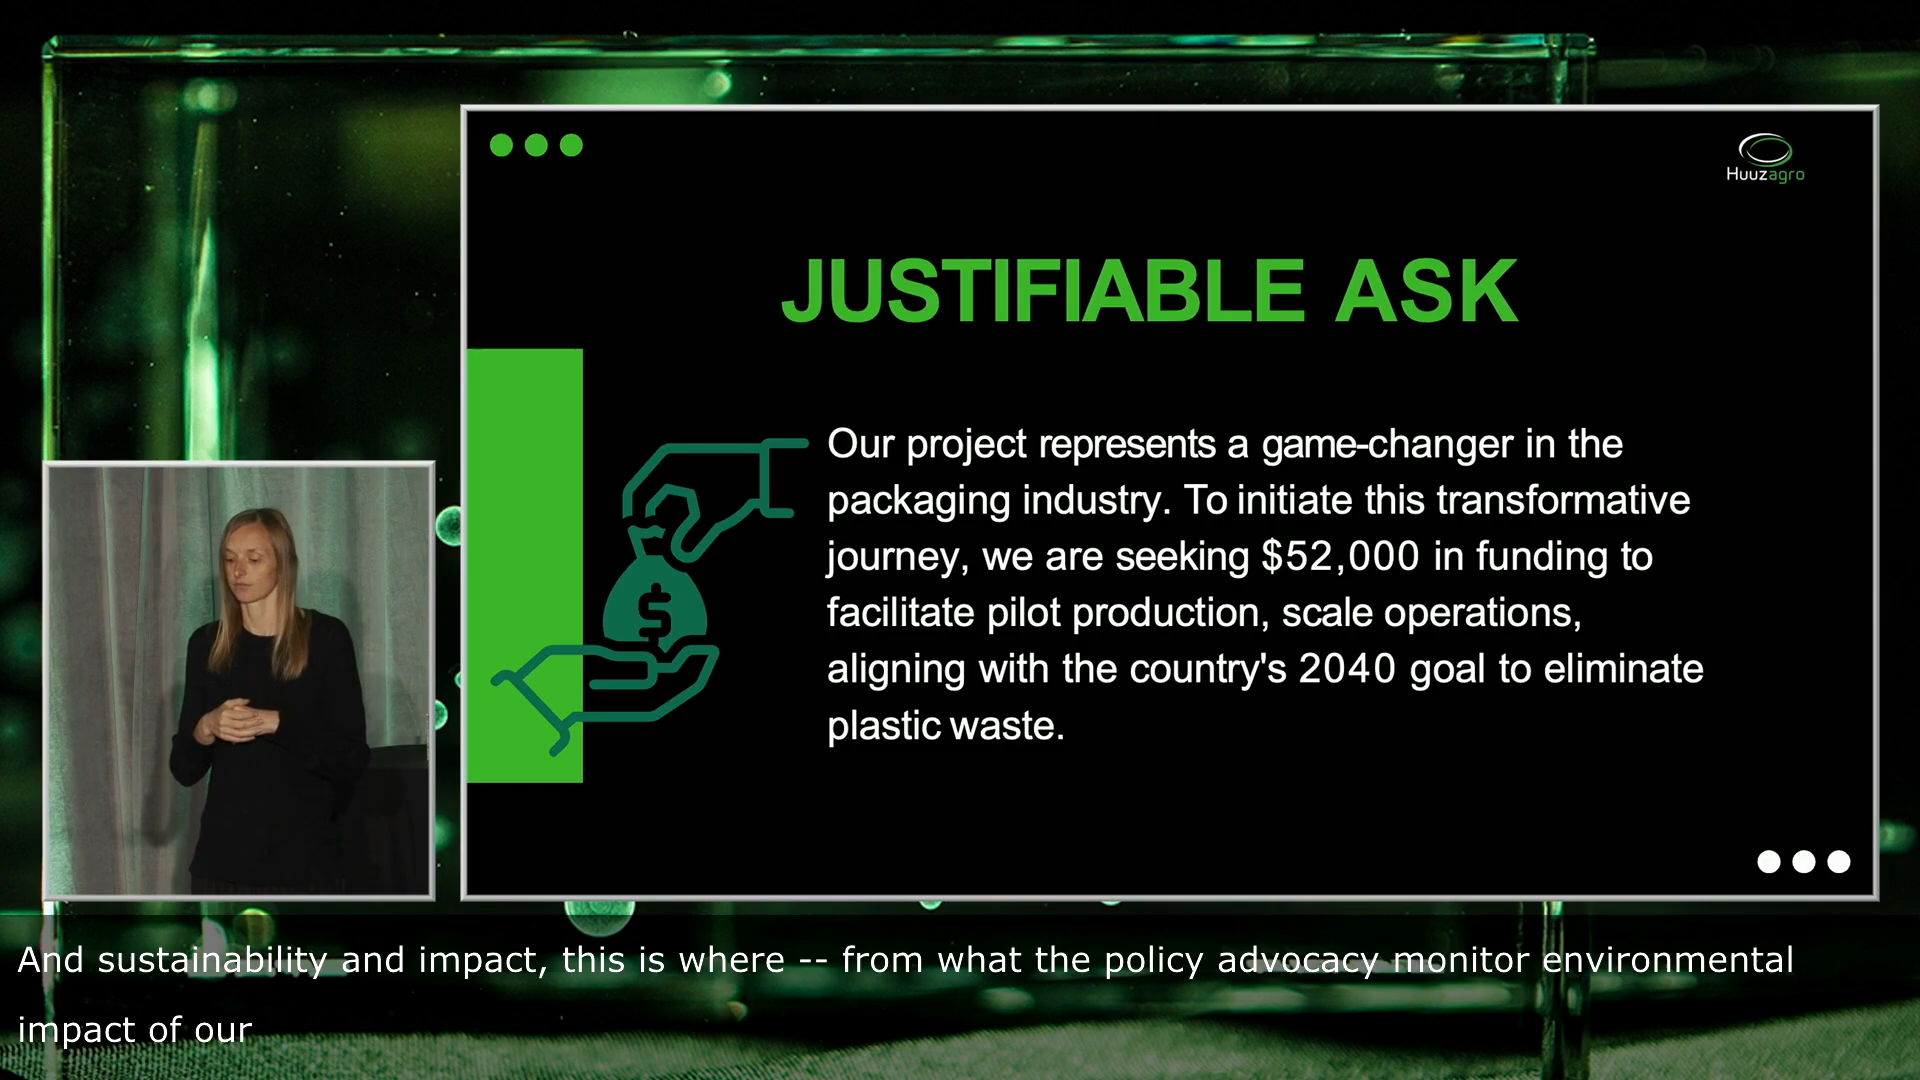 Huuzagro
JUSTIFIABLE ASK
Our project represents a game-changer in the
packaging industry. To initiate this transformative
journey, we are seeking $52,000 in funding to
facilitate pilot production, scale operations,
aligning with the country's 2040 goal to eliminate
plastic waste.
$
And sustainability and impact, this is where -- from what the policy advocacy monitor environmental
impact of our